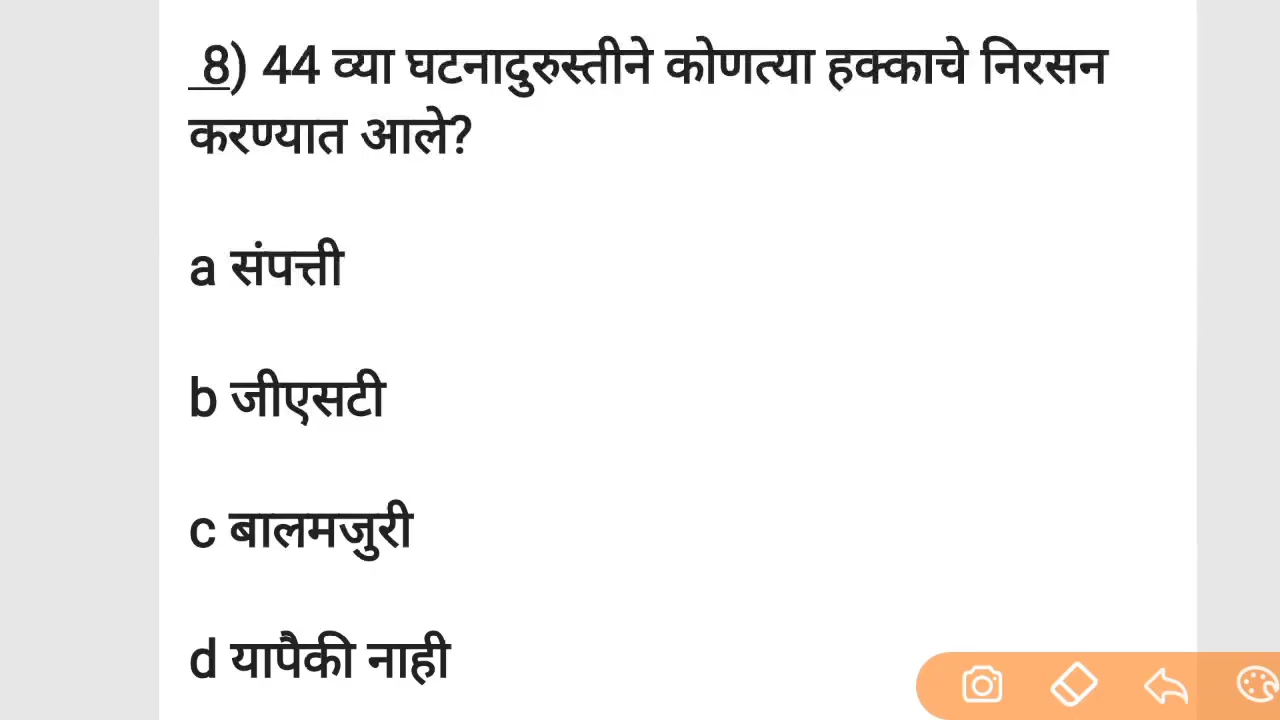 8) 44 व्या घटनादुरुस्तीने कोणत्या हक्काचे निरसन
करण्यात आले?
a संपत्ती
b जीएसटी
c बालमजुरी
d यापैकी नाही